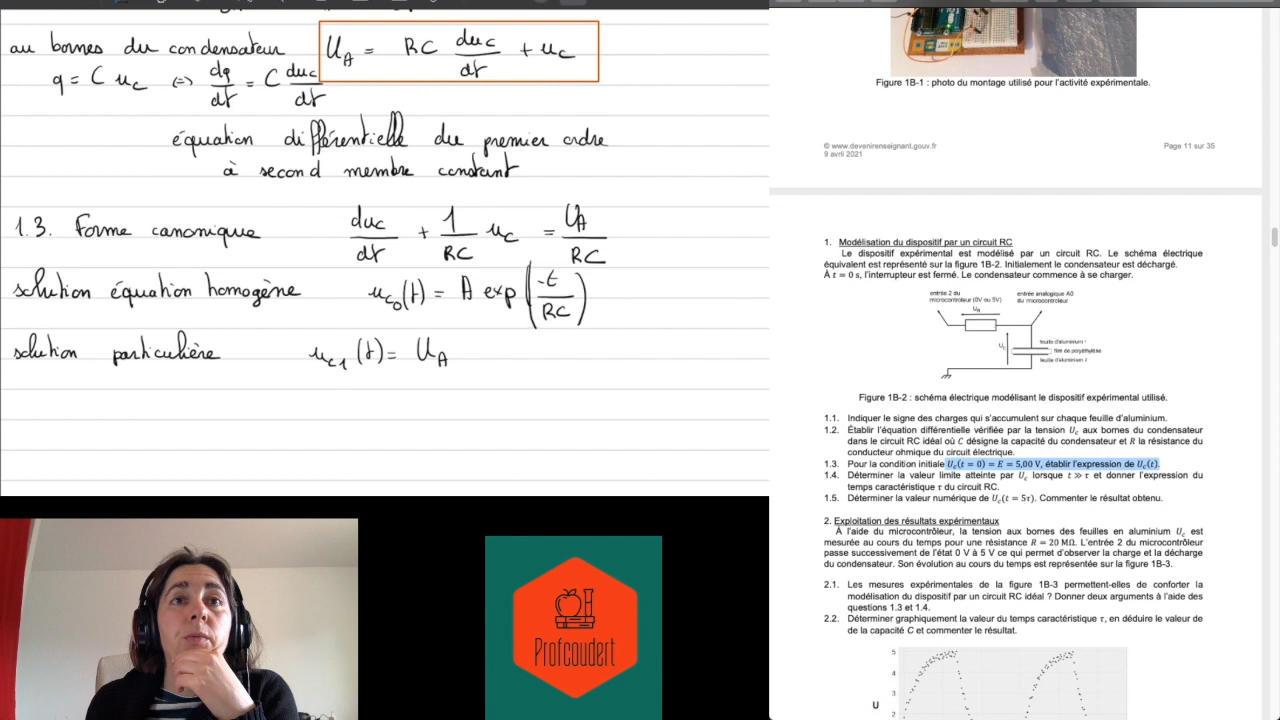 au bornes du condensateur U_A = RC du_c/dt + u_c
q = C u_c ⇔ dq/dt = C du_c/dt
équation différentielle du premier ordre
à second membre constant
1.3. Forme canonique du_c/dt + 1/RC u_c = U_A/RC
solution équation homogène u_c0(t) = A exp(-t/RC)
solution particulière u_c1(t) = U_A
Profcoudert
Figure 1B-1 : photo du montage utilisé pour l'activité expérimentale.
© www.devenirenseignant.gouv.fr Page 11 sur 35
9 avril 2021
1. Modélisation du dispositif par un circuit RC
Le dispositif expérimental est modélisé par un circuit RC. Le schéma électrique
équivalent est représenté sur la figure 1B-2. Initialement le condensateur est déchargé.
À t = 0 s, l'interrupteur est fermé. Le condensateur commence à se charger.
entrée 2 du entrée analogique A0
microcontroleur (0V ou 5V) du microcontroleur
U_R
U_c
feuille d'aluminium
film de polyéthylène
feuille d'aluminium
Figure 1B-2 : schéma électrique modélisant le dispositif expérimental utilisé.
1.1. Indiquer le signe des charges qui s'accumulent sur chaque feuille d'aluminium.
1.2. Établir l'équation différentielle vérifiée par la tension U_c aux bornes du condensateur
dans le circuit RC idéal où C désigne la capacité du condensateur et R la résistance du
conducteur ohmique du circuit électrique.
1.3. Pour la condition initiale U_c(t = 0) = E = 5,00 V, établir l'expression de U_c(t).
1.4. Déterminer la valeur limite atteinte par U_c lorsque t ≫ τ et donner l'expression du
temps caractéristique τ du circuit RC.
1.5. Déterminer la valeur numérique de U_c(t = 5τ). Commenter le résultat obtenu.
2. Exploitation des résultats expérimentaux
À l'aide du microcontrôleur, la tension aux bornes des feuilles en aluminium U_c est
mesurée au cours du temps pour une résistance R = 20 MΩ. L'entrée 2 du microcontrôleur
passe successivement de l'état 0 V à 5 V ce qui permet d'observer la charge et la décharge
du condensateur. Son évolution au cours du temps est représentée sur la figure 1B-3.
2.1. Les mesures expérimentales de la figure 1B-3 permettent-elles de conforter la
modélisation du dispositif par un circuit RC idéal ? Donner deux arguments à l'aide des
questions 1.3 et 1.4.
2.2. Déterminer graphiquement la valeur du temps caractéristique τ, en déduire la valeur de
de la capacité C et commenter le résultat.
5
4
3
U
2